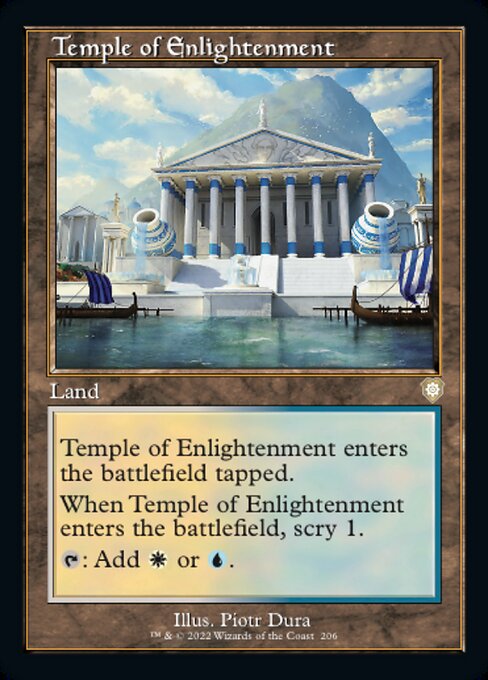 Temple of Enlightenment
Land
Temple of Enlightenment enters
the battlefield tapped.
When Temple of Enlightenment
enters the battlefield, scry 1.
: Add or .
Illus. Piotr Dura
™ & © 2022 Wizards of the Coast 206